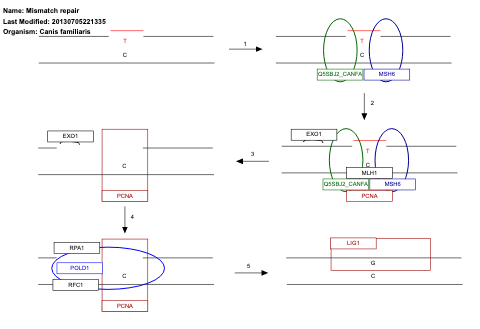 Name: Mismatch repair
Last Modified: 20130705221335
Organism: Canis familiaris
T
C
1
T
C
Q5SBJ2_CANFA
MSH6
2
EXO1
C
PCNA
3
EXO1
T
C
MLH1
Q5SBJ2_CANFA
MSH6
PCNA
4
RPA1
POLD1
C
RFC1
PCNA
5
LIG1
G
C